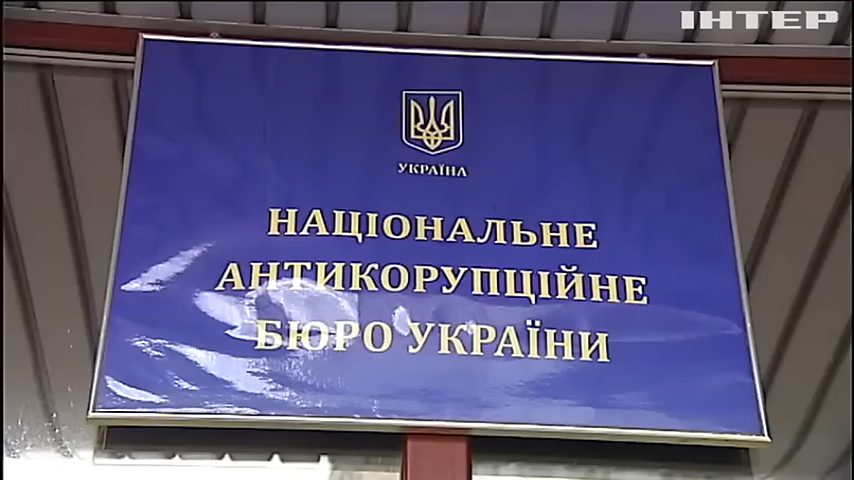 ІНТЕР
УКРАЇНА
НАЦІОНАЛЬНЕ
АНТИКОРУПЦІЙНЕ
БЮРО УКРАЇНИ